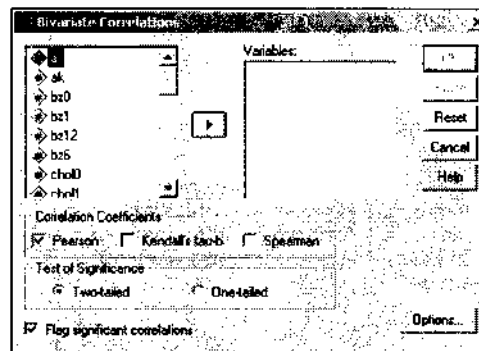 Bivariate Correlations
Variables:
a
ak
bz0
bz1
bz12
bz6
chol0
chol1
Reset
Cancel
Help
Correlation Coefficients
Pearson Kendall's tau-b Spearman
Test of Significance
Two-tailed One-tailed
Flag significant correlations
Options...